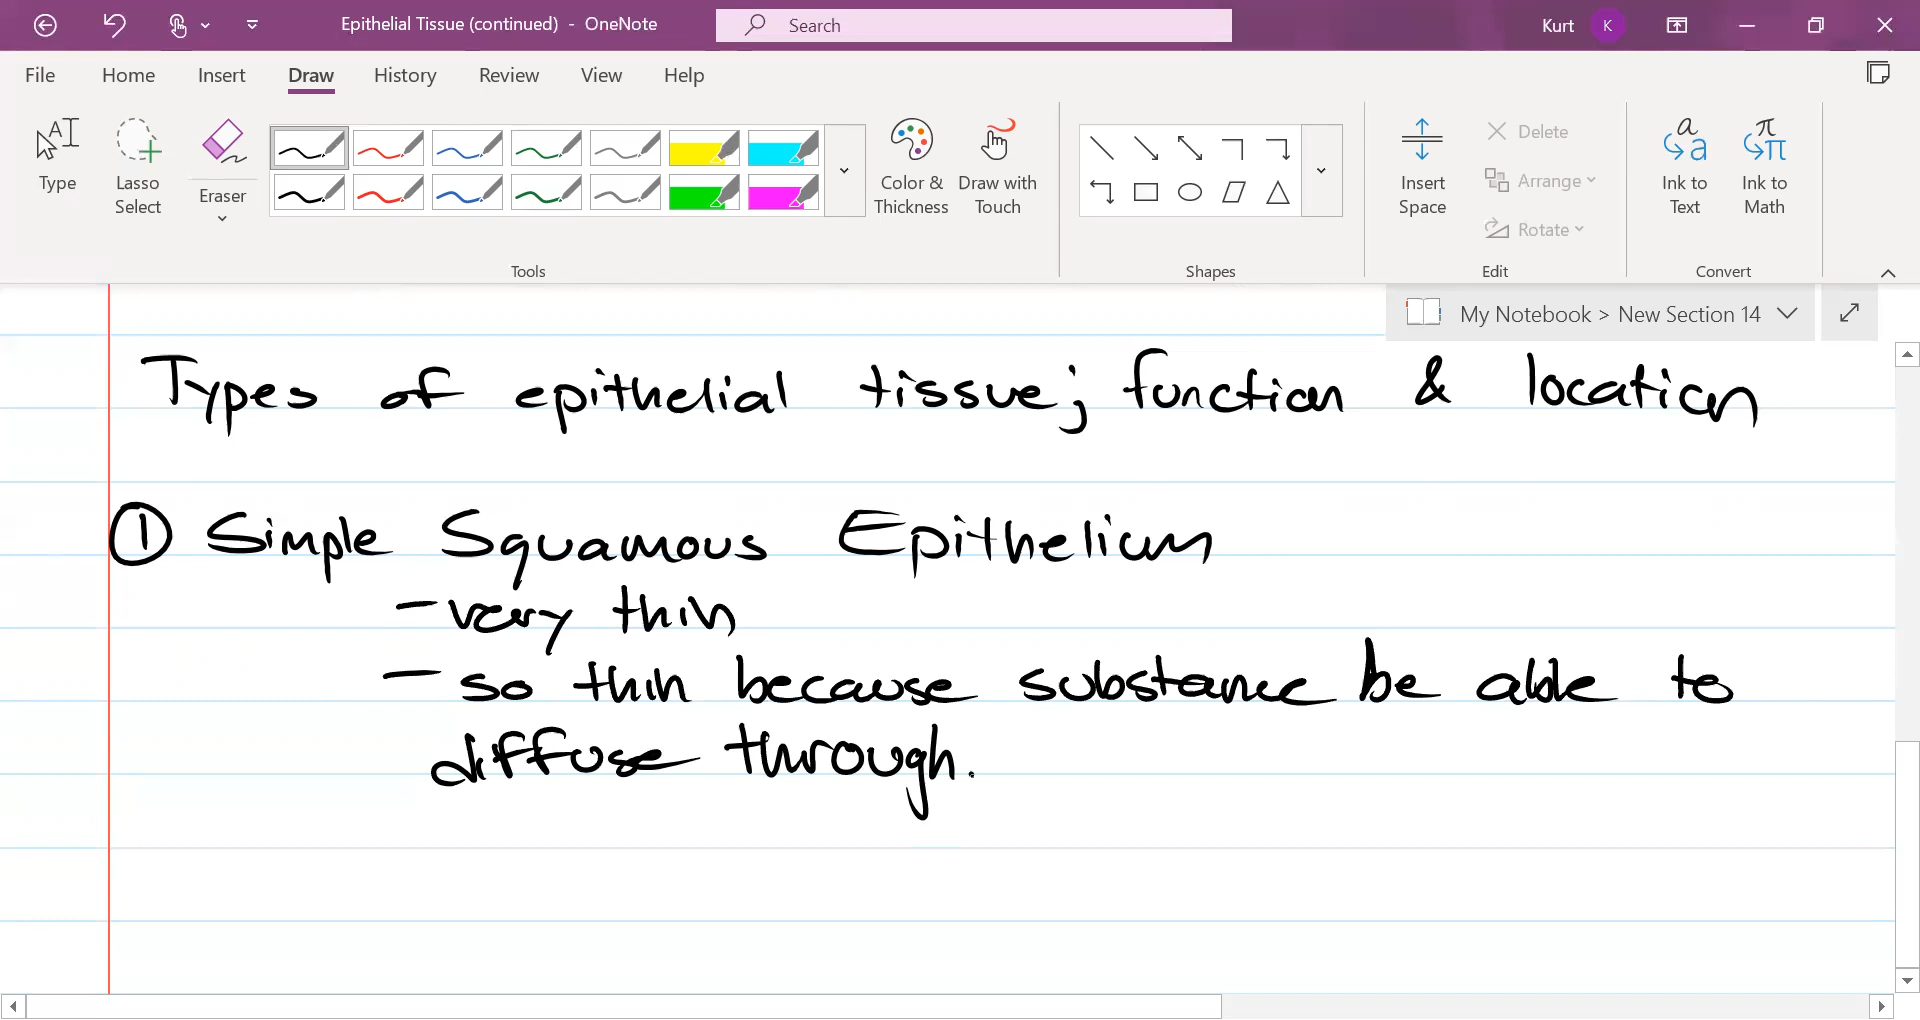 Epithelial Tissue (continued) - OneNote
Search
Kurt K
File Home Insert Draw History Review View Help
Type
Lasso Select
Eraser
Color & Thickness
Draw with Touch
Insert Space
Delete
Arrange
Rotate
Ink to Text
Ink to Math
Tools Shapes Edit Convert
My Notebook > New Section 14
Types of epithelial tissue; function & location
① Simple Squamous Epithelium
- very thin
- so thin because substance be able to
diffuse through.